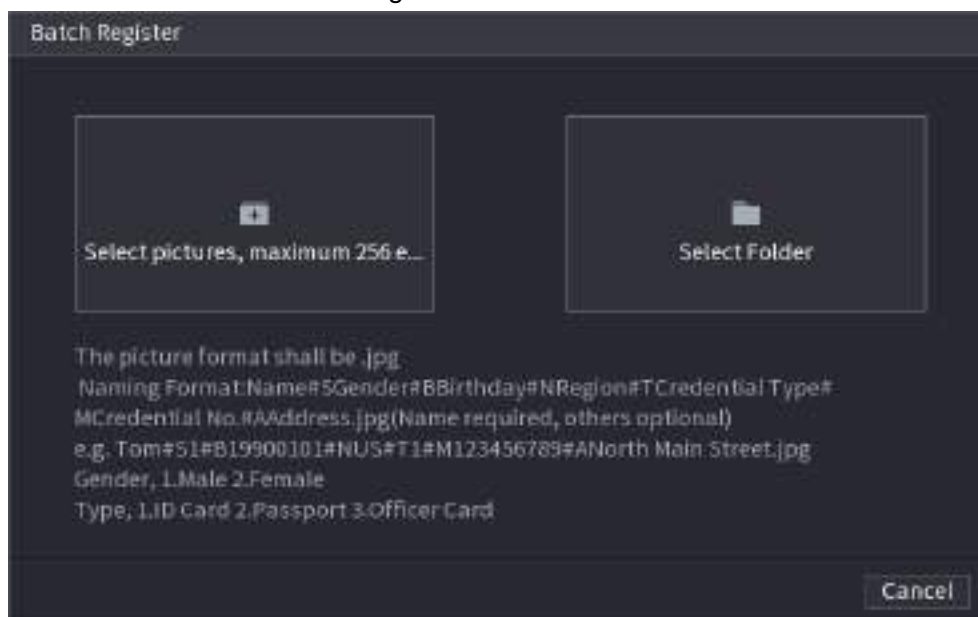 Batch Register
Select pictures, maximum 256 e...
Select Folder
The picture format shall be .jpg
Naming Format:Name#SGender#BBirthday#NRegion#TCredential Type#
MCredential No.#AAddress.jpg(Name required, others optional)
e.g. Tom#S1#B19900101#NUS#T1#M123456789#ANorth Main Street.jpg
Gender, 1.Male 2.Female
Type, 1.ID Card 2.Passport 3.Officer Card
Cancel